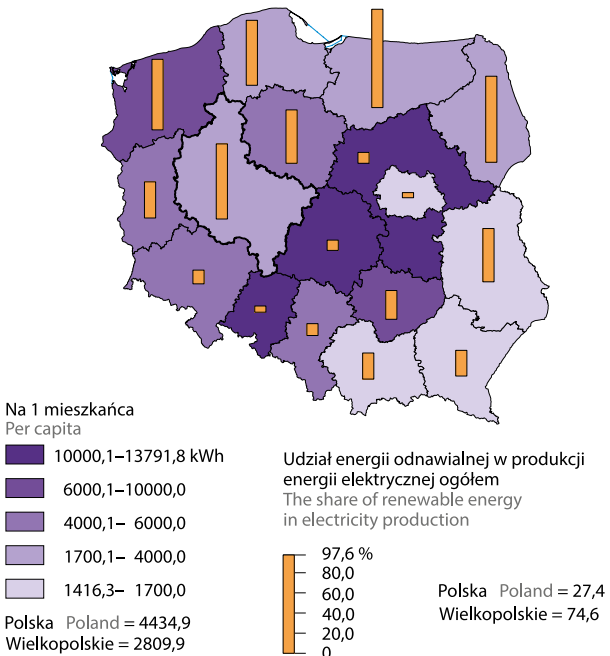 Na 1 mieszkańca
Per capita
10000,1–13791,8 kWh
6000,1–10000,0
4000,1– 6000,0
1700,1– 4000,0
1416,3– 1700,0
Polska Poland = 4434,9
Wielkopolskie = 2809,9
Udział energii odnawialnej w produkcji
energii elektrycznej ogółem
The share of renewable energy
in electricity production
97,6 %
80,0
60,0
40,0
20,0
0
Polska Poland = 27,4
Wielkopolskie = 74,6